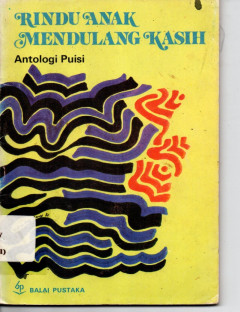 RINDU ANAK
MENDULANG KASIH
Antologi Puisi
BALAI PUSTAKA